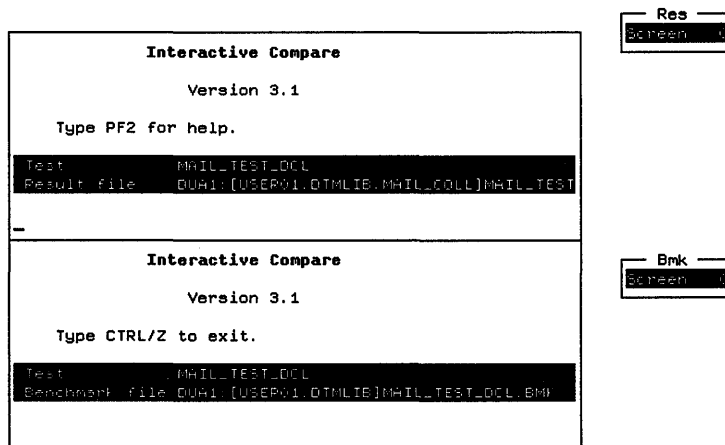 Res
Screen 0
Interactive Compare
Version 3.1
Type PF2 for help.
Test MAIL_TEST_DCL
Result file DUA1:[USER01.DTMLIB.MAIL_COLL]MAIL_TEST
Interactive Compare
Bmk
Version 3.1
Screen 0
Type CTRL/Z to exit.
Test MAIL_TEST_DCL
Benchmark file DUA1:[USER01.DTMLIB]MAIL_TEST_DCL.BMK